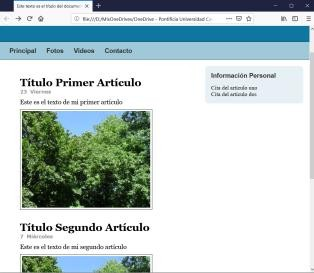 Este texto es el título del documen
file:///D:/MisOneDrives/OneDrive - Pontificia Universidad Ca
Principal Fotos Videos Contacto
Título Primer Artículo
23 Viernes
Este es el texto de mi primer artículo
Título Segundo Artículo
7 Miércoles
Este es el texto de mi segundo artículo
Información Personal
Cita del artículo uno
Cita del artículo dos